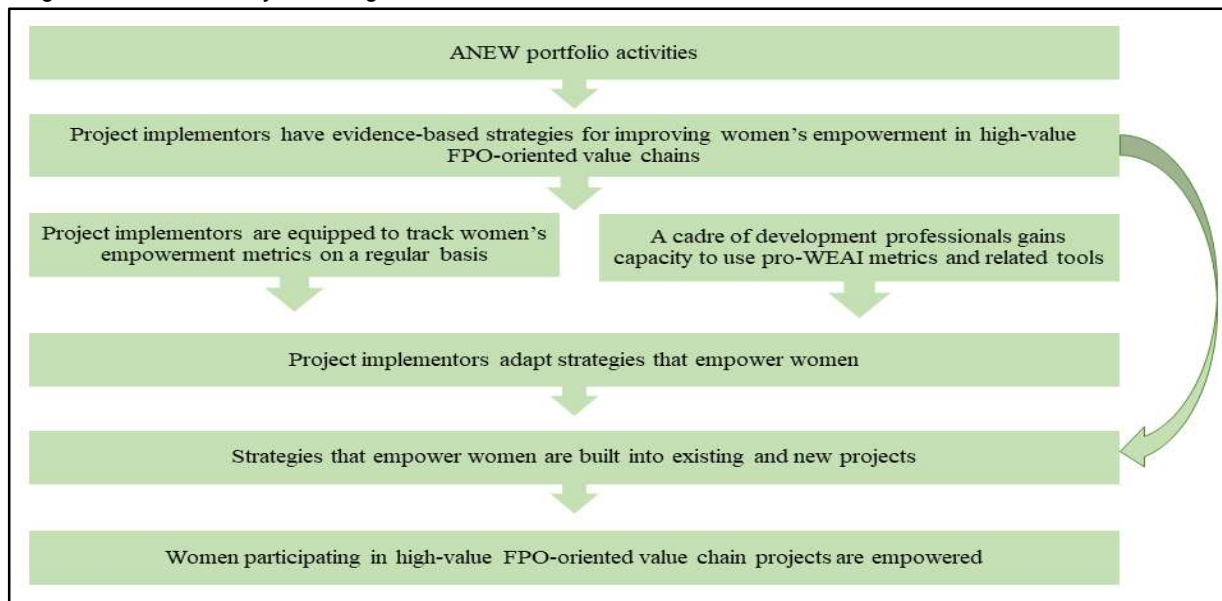 ANEW portfolio activities
Project implementors have evidence-based strategies for improving women's empowerment in high-value
FPO-oriented value chains
Project implementors are equipped to track women's
empowerment metrics on a regular basis
A cadre of development professionals gains
capacity to use pro-WEAI metrics and related tools
Project implementors adapt strategies that empower women
Strategies that empower women are built into existing and new projects
Women participating in high-value FPO-oriented value chain projects are empowered